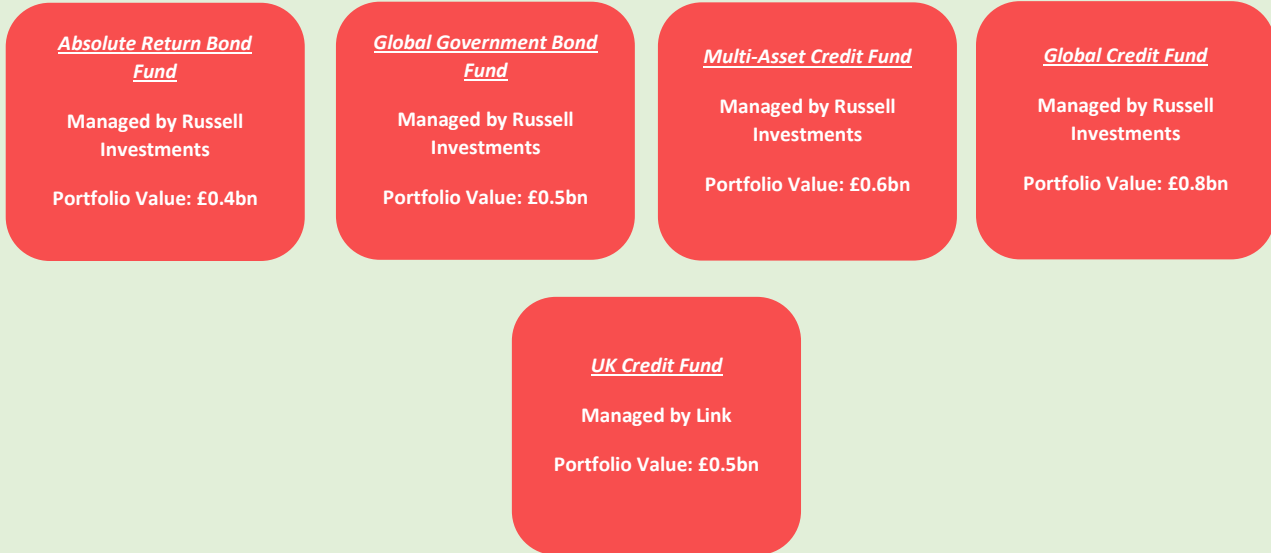 Absolute Return Bond
Fund
Managed by Russell
Investments
Portfolio Value: £0.4bn
Global Government Bond
Fund
Managed by Russell
Investments
Portfolio Value: £0.5bn
Multi-Asset Credit Fund
Managed by Russell
Investments
Portfolio Value: £0.6bn
Global Credit Fund
Managed by Russell
Investments
Portfolio Value: £0.8bn
UK Credit Fund
Managed by Link
Portfolio Value: £0.5bn